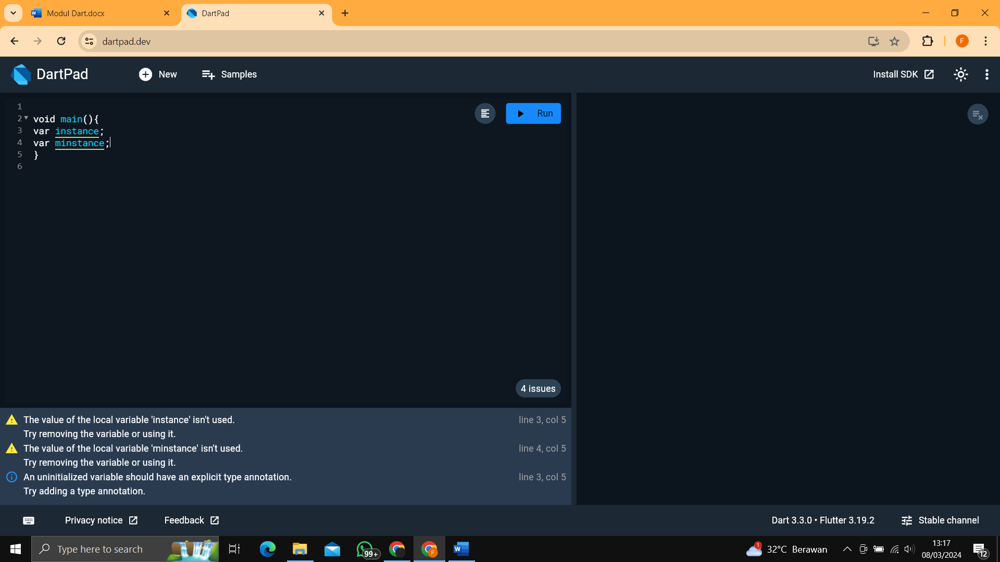 Modul Dart.docx
DartPad
dartpad.dev
F
DartPad
New
Samples
Install SDK
1
2 void main(){
3 var instance;
4 var minstance;
5 }
6
Run
4 issues
The value of the local variable 'instance' isn't used. line 3, col 5
Try removing the variable or using it.
The value of the local variable 'minstance' isn't used. line 4, col 5
Try removing the variable or using it.
An uninitialized variable should have an explicit type annotation. line 3, col 5
Try adding a type annotation.
Privacy notice
Feedback
Dart 3.3.0 • Flutter 3.19.2
Stable channel
Type here to search
99+
F
1
32°C Berawan
13:17
08/03/2024
12